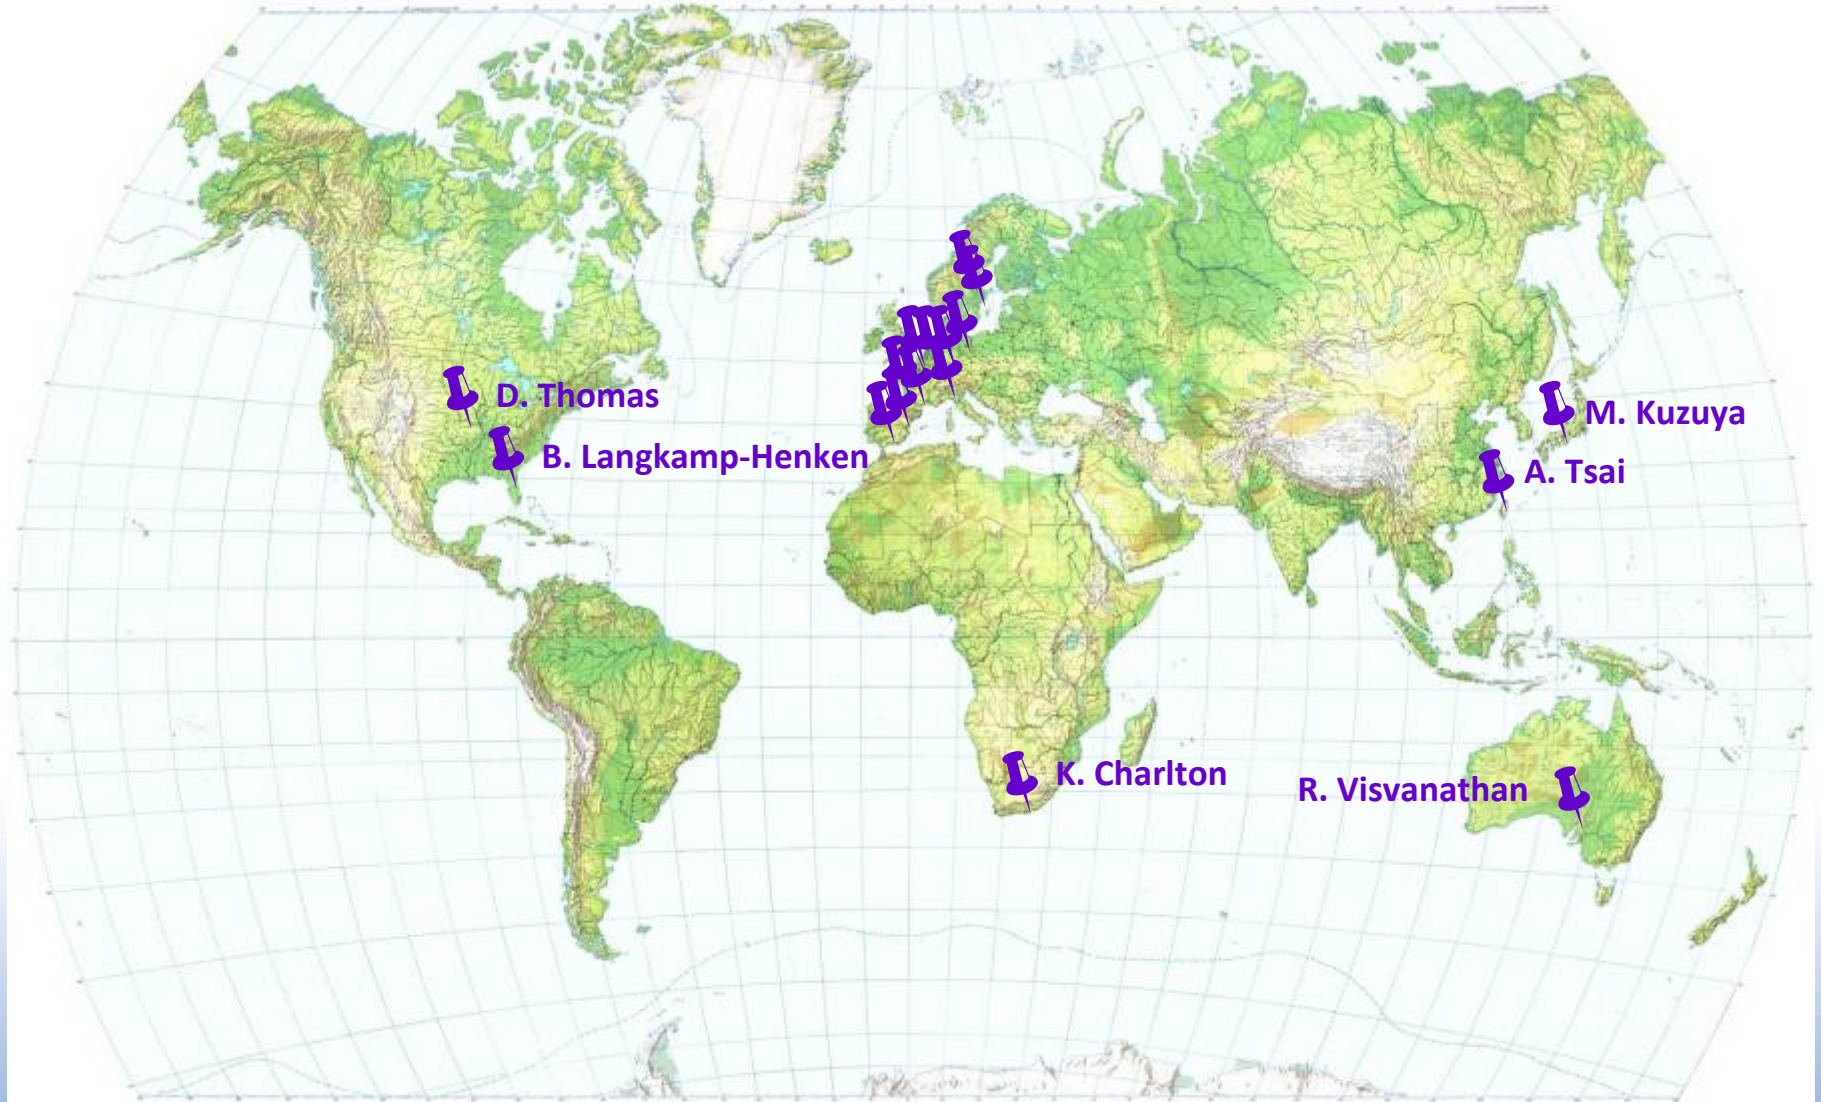 D. Thomas
M. Kuzuya
B. Langkamp-Henken
A. Tsai
K. Charlton
R. Visvanathan